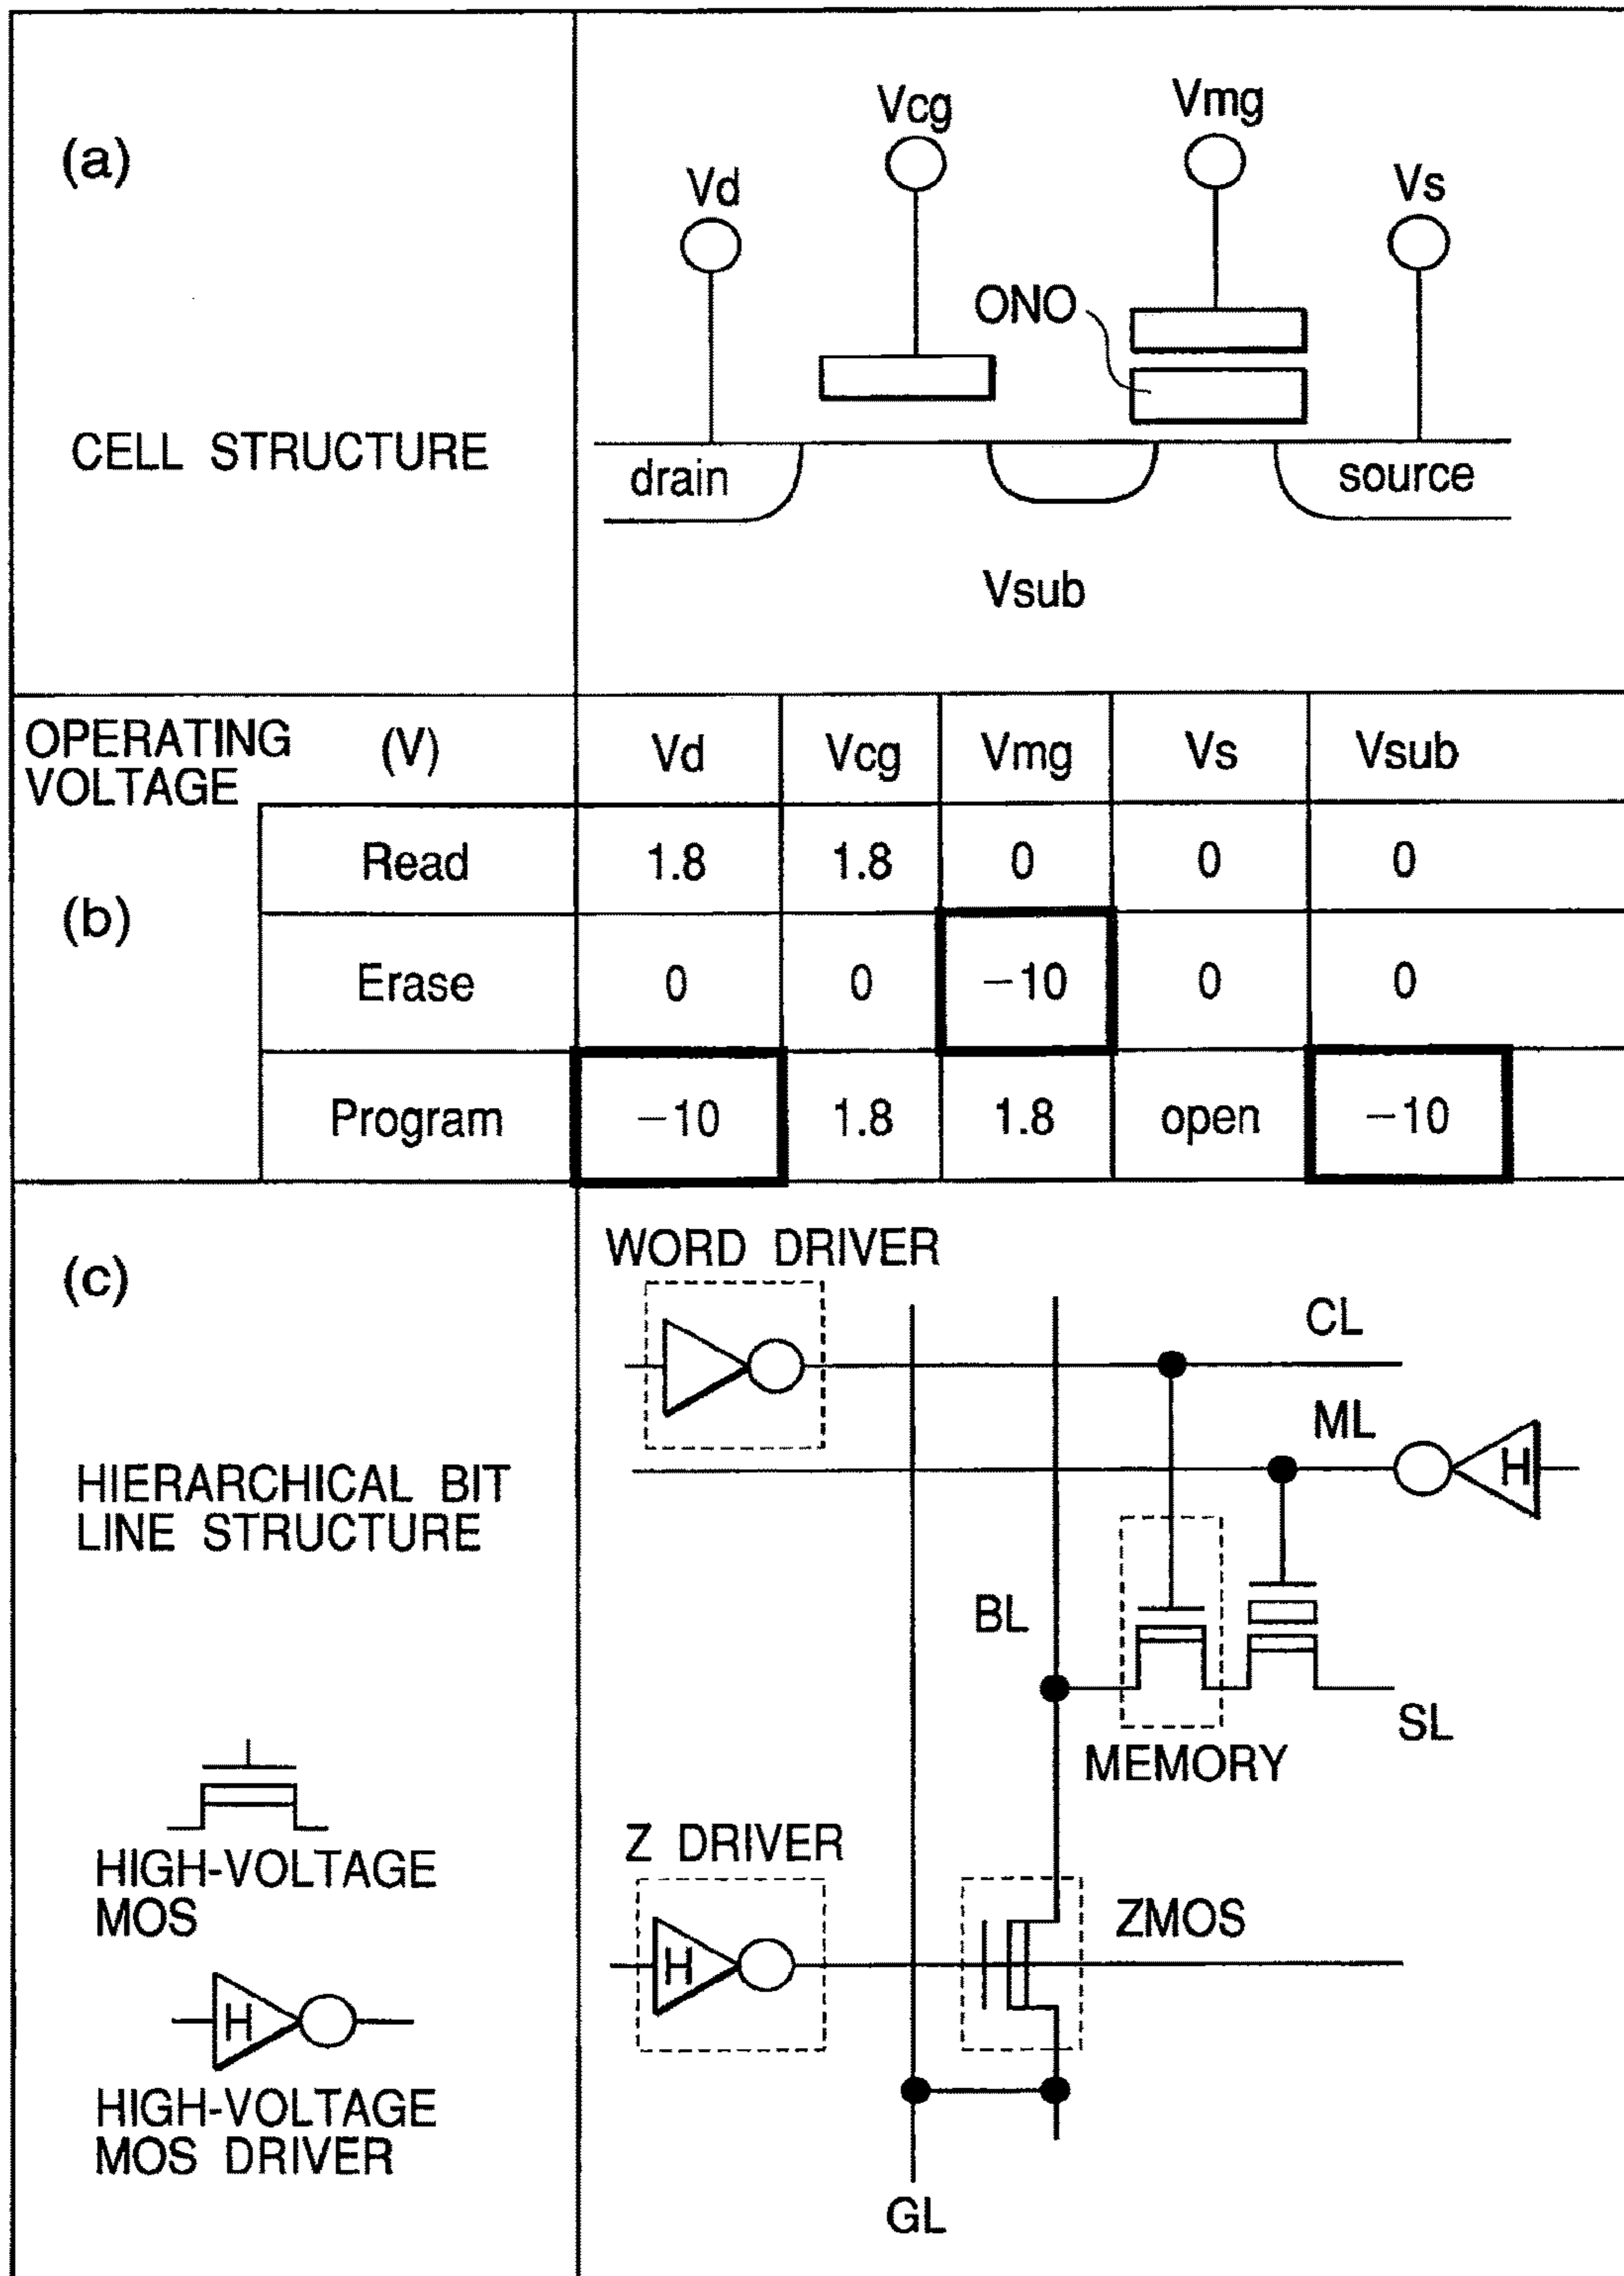 (a)
Vcg
Vmg
Vd
Vs
ONO
CELL STRUCTURE
drain
source
Vsub
OPERATING VOLTAGE (V) Vd Vcg Vmg Vs Vsub
(b)
Read 1.8 1.8 0 0 0
Erase 0 0 −10 0 0
Program −10 1.8 1.8 open −10
(c)
HIERARCHICAL BIT
LINE STRUCTURE
HIGH-VOLTAGE
MOS
H
HIGH-VOLTAGE
MOS DRIVER
WORD DRIVER
CL
ML
H
BL
SL
MEMORY
Z DRIVER
H
ZMOS
GL